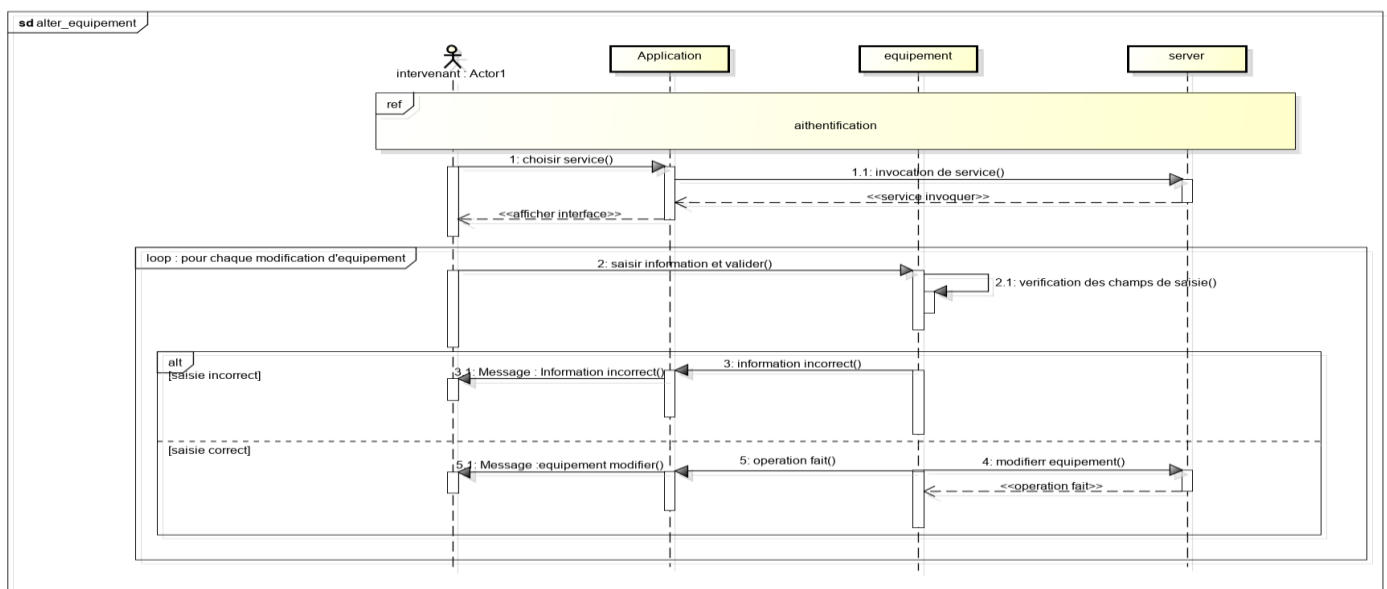 sd alter_equipement
intervenant : Actor1
Application
equipement
server
ref
aithentification
1: choisir service()
1.1: invocation de service()
<<service invoquer>>
<<afficher interface>>
loop : pour chaque modification d'equipement
2: saisir information et valider()
2.1: verification des champs de saisie()
alt
[saisie incorrect]
3: information incorrect()
3.1: Message : Information incorrect()
[saisie correct]
5.1: Message :equipement modifier()
5: operation fait()
4: modifierr equipement()
<<operation fait>>